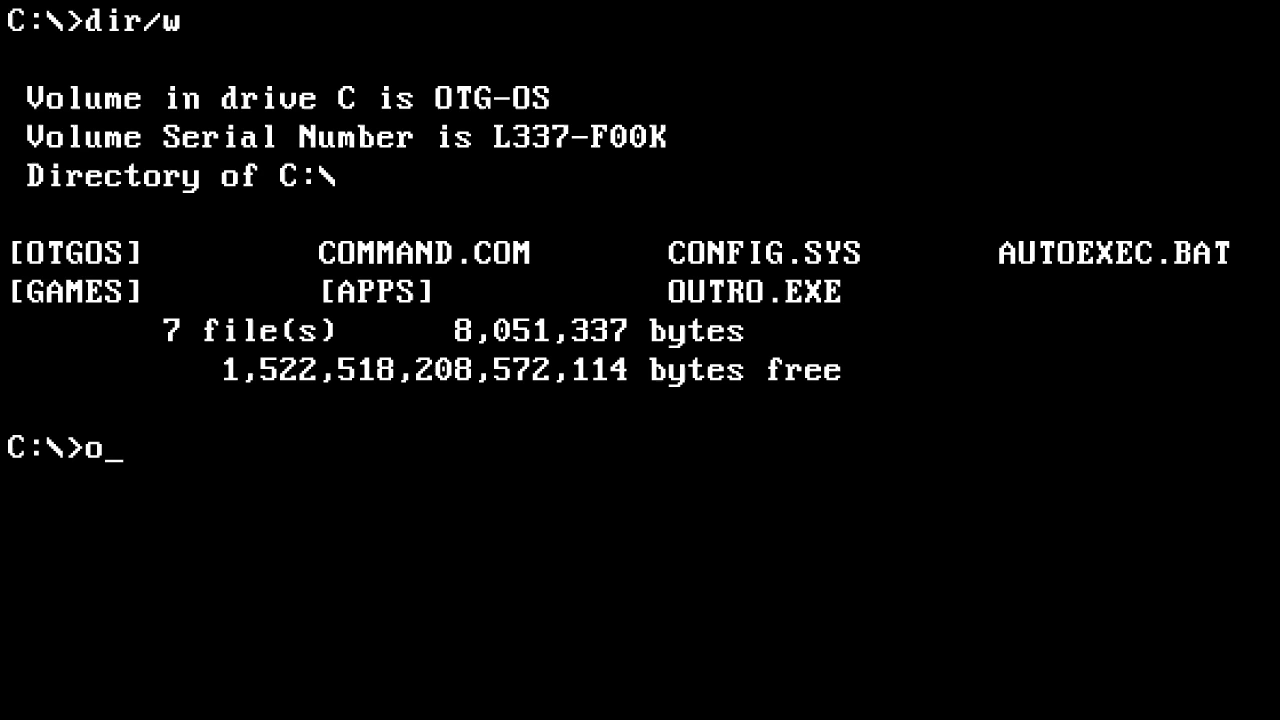 C:\>dir/w
Volume in drive C is OTG-OS
Volume Serial Number is L337-F00K
Directory of C:\
[OTGOS] COMMAND.COM CONFIG.SYS AUTOEXEC.BAT
[GAMES] [APPS] OUTRO.EXE
7 file(s) 8,051,337 bytes
1,522,518,208,572,114 bytes free
C:\>o_